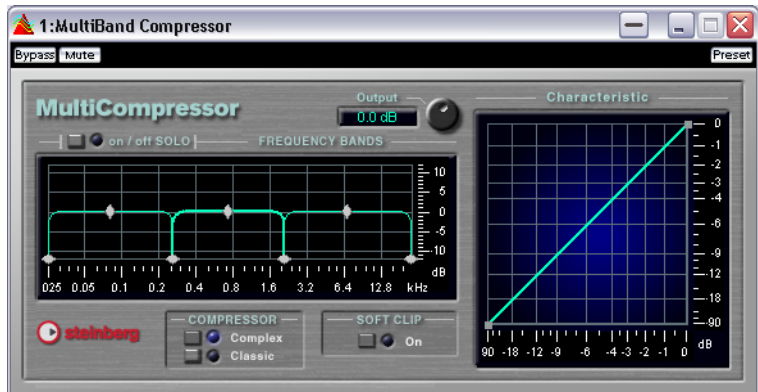 1:MultiBand Compressor
Bypass Mute Preset
MultiCompressor
Output
0.0 dB
Characteristic
on / off SOLO
FREQUENCY BANDS
10
5
0
-5
-10
dB
025 0.05 0.1 0.2 0.4 0.8 1.6 3.2 6.4 12.8 kHz
0
-1
-2
-3
-4
-6
-9
-12
-18
-90
dB
90 -18 -12 -9 -6 -4 -3 -2 -1 0
steinberg
COMPRESSOR
Complex
Classic
SOFT CLIP
On